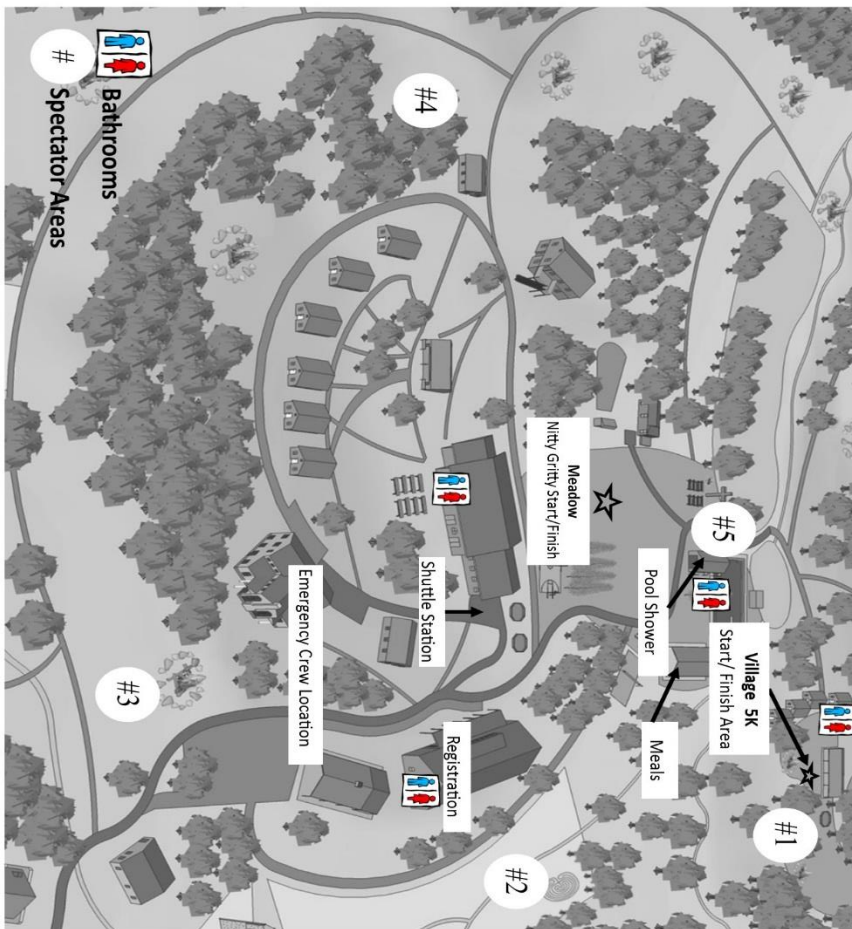 Village 5K
Start/ Finish Area
#1
#5
Meals
Pool Shower
Meadow
Nitty Gritty Start/Finish
#2
Registration
Shuttle Station
#4
Emergency Crew Location
#3
Bathrooms
# Spectator Areas